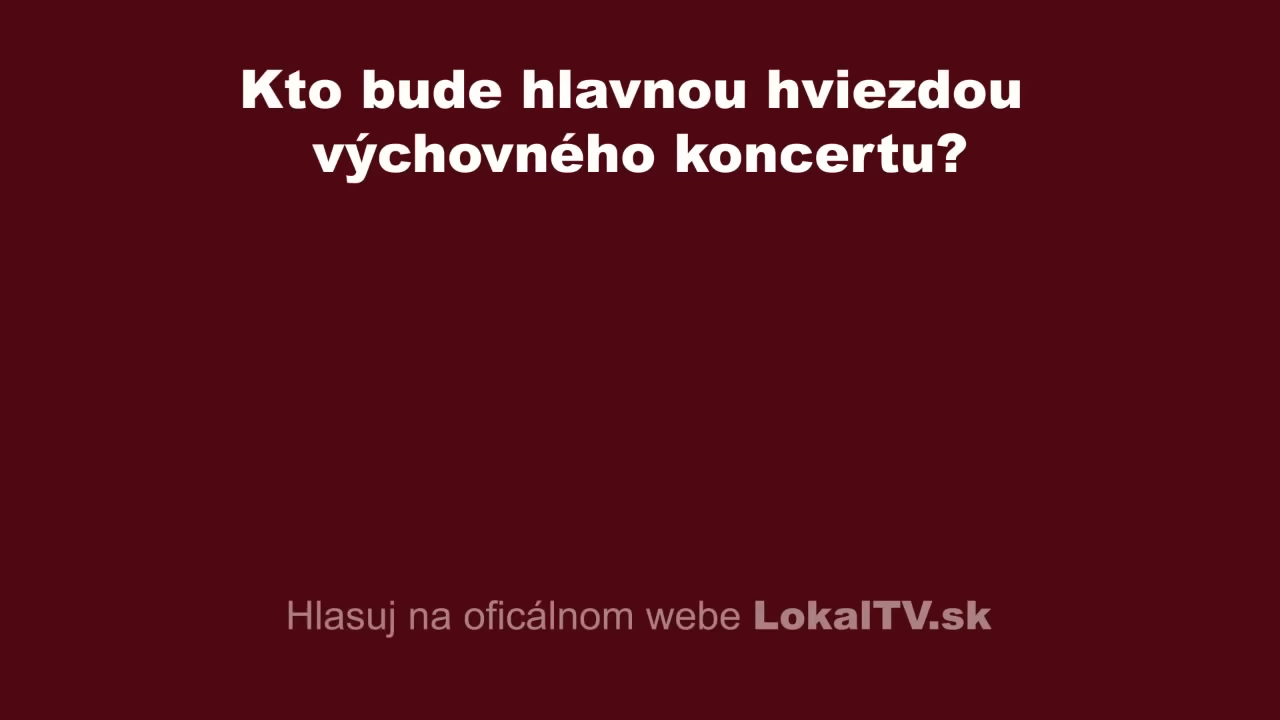 Kto bude hlavnou hviezdou
výchovného koncertu?
Hlasuj na oficálnom webe LokalTV.sk